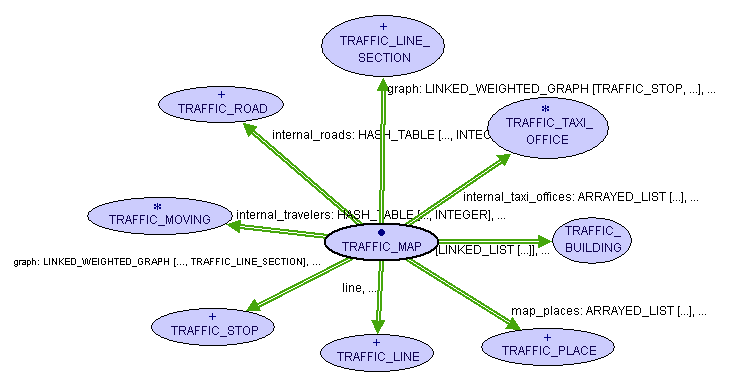 +
TRAFFIC_LINE_
SECTION
graph: LINKED_WEIGHTED_GRAPH [TRAFFIC_STOP, ...], ...
+
TRAFFIC_ROAD
*
TRAFFIC_TAXI_
OFFICE
internal_roads: HASH_TABLE [..., INTEG
internal_taxi_offices: ARRAYED_LIST [...], ...
*
TRAFFIC_MOVING
internal_travelers: HASH_TABLE [..., INTEGER], ...
TRAFFIC_
BUILDING
●
TRAFFIC_MAP
[LINKED_LIST [...]], ...
graph: LINKED_WEIGHTED_GRAPH [..., TRAFFIC_LINE_SECTION], ...
line, ...
map_places: ARRAYED_LIST [...], ...
+
TRAFFIC_STOP
+
TRAFFIC_LINE
+
TRAFFIC_PLACE